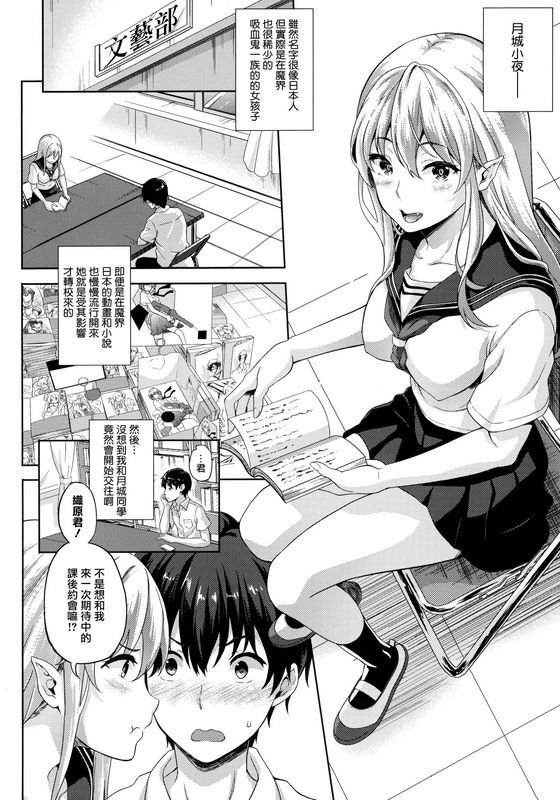 月城小夜──
雖然名字很像日本人
但實際是在魔界
也很稀少的
吸血鬼一族的的女孩子
文藝部
即便是在魔界
日本的動畫和小說
也慢慢流行開來
她就是受其影響
才轉校來的
然後…
沒想到我和月城同學
竟然會開始交往啊
…君
織原君!
不是想和我
來一次期待中的
課後約會嘛!?